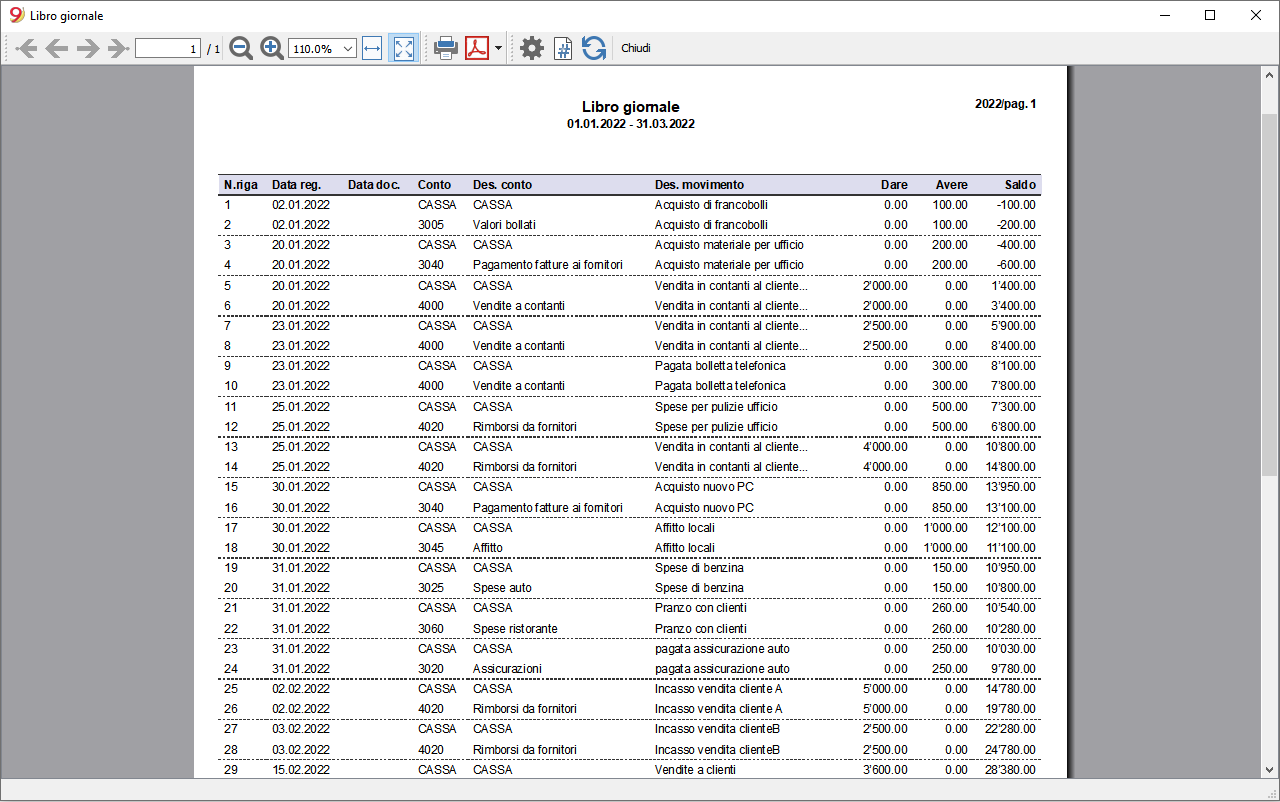 Libro giornale
1 / 1 110.0% # Chiudi
Libro giornale 2022/pag. 1
01.01.2022 - 31.03.2022
N.riga Data reg. Data doc. Conto Des. conto Des. movimento Dare Avere Saldo
1 02.01.2022 CASSA CASSA Acquisto di francobolli 0.00 100.00 -100.00
2 02.01.2022 3005 Valori bollati Acquisto di francobolli 0.00 100.00 -200.00
3 20.01.2022 CASSA CASSA Acquisto materiale per ufficio 0.00 200.00 -400.00
4 20.01.2022 3040 Pagamento fatture ai fornitori Acquisto materiale per ufficio 0.00 200.00 -600.00
5 20.01.2022 CASSA CASSA Vendita in contanti al cliente... 2'000.00 0.00 1'400.00
6 20.01.2022 4000 Vendite a contanti Vendita in contanti al cliente... 2'000.00 0.00 3'400.00
7 23.01.2022 CASSA CASSA Vendita in contanti al cliente... 2'500.00 0.00 5'900.00
8 23.01.2022 4000 Vendite a contanti Vendita in contanti al cliente... 2'500.00 0.00 8'400.00
9 23.01.2022 CASSA CASSA Pagata bolletta telefonica 0.00 300.00 8'100.00
10 23.01.2022 4000 Vendite a contanti Pagata bolletta telefonica 0.00 300.00 7'800.00
11 25.01.2022 CASSA CASSA Spese per pulizie ufficio 0.00 500.00 7'300.00
12 25.01.2022 4020 Rimborsi da fornitori Spese per pulizie ufficio 0.00 500.00 6'800.00
13 25.01.2022 CASSA CASSA Vendita in contanti al cliente... 4'000.00 0.00 10'800.00
14 25.01.2022 4020 Rimborsi da fornitori Vendita in contanti al cliente... 4'000.00 0.00 14'800.00
15 30.01.2022 CASSA CASSA Acquisto nuovo PC 0.00 850.00 13'950.00
16 30.01.2022 3040 Pagamento fatture ai fornitori Acquisto nuovo PC 0.00 850.00 13'100.00
17 30.01.2022 CASSA CASSA Affitto locali 0.00 1'000.00 12'100.00
18 30.01.2022 3045 Affitto Affitto locali 0.00 1'000.00 11'100.00
19 31.01.2022 CASSA CASSA Spese di benzina 0.00 150.00 10'950.00
20 31.01.2022 3025 Spese auto Spese di benzina 0.00 150.00 10'800.00
21 31.01.2022 CASSA CASSA Pranzo con clienti 0.00 260.00 10'540.00
22 31.01.2022 3060 Spese ristorante Pranzo con clienti 0.00 260.00 10'280.00
23 31.01.2022 CASSA CASSA pagata assicurazione auto 0.00 250.00 10'030.00
24 31.01.2022 3020 Assicurazioni pagata assicurazione auto 0.00 250.00 9'780.00
25 02.02.2022 CASSA CASSA Incasso vendita cliente A 5'000.00 0.00 14'780.00
26 02.02.2022 4020 Rimborsi da fornitori Incasso vendita cliente A 5'000.00 0.00 19'780.00
27 03.02.2022 CASSA CASSA Incasso vendita clienteB 2'500.00 0.00 22'280.00
28 03.02.2022 4020 Rimborsi da fornitori Incasso vendita clienteB 2'500.00 0.00 24'780.00
29 15.02.2022 CASSA CASSA Vendite a clienti 3'600.00 0.00 28'380.00